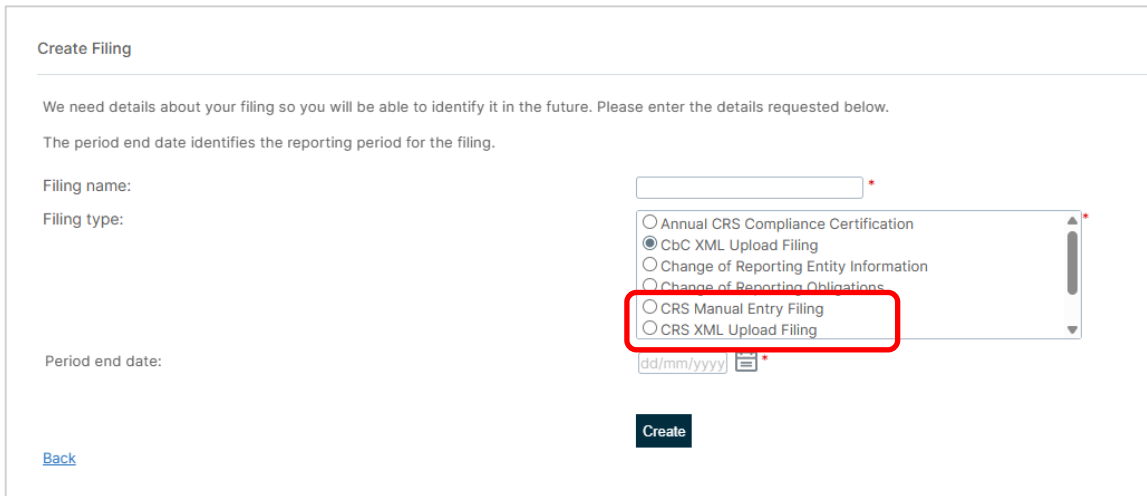 Create Filing
We need details about your filing so you will be able to identify it in the future. Please enter the details requested below.
The period end date identifies the reporting period for the filing.
Filing name: *
Filing type: *
Annual CRS Compliance Certification
CbC XML Upload Filing
Change of Reporting Entity Information
Change of Reporting Obligations
CRS Manual Entry Filing
CRS XML Upload Filing
Period end date: dd/mm/yyyy *
Create
Back